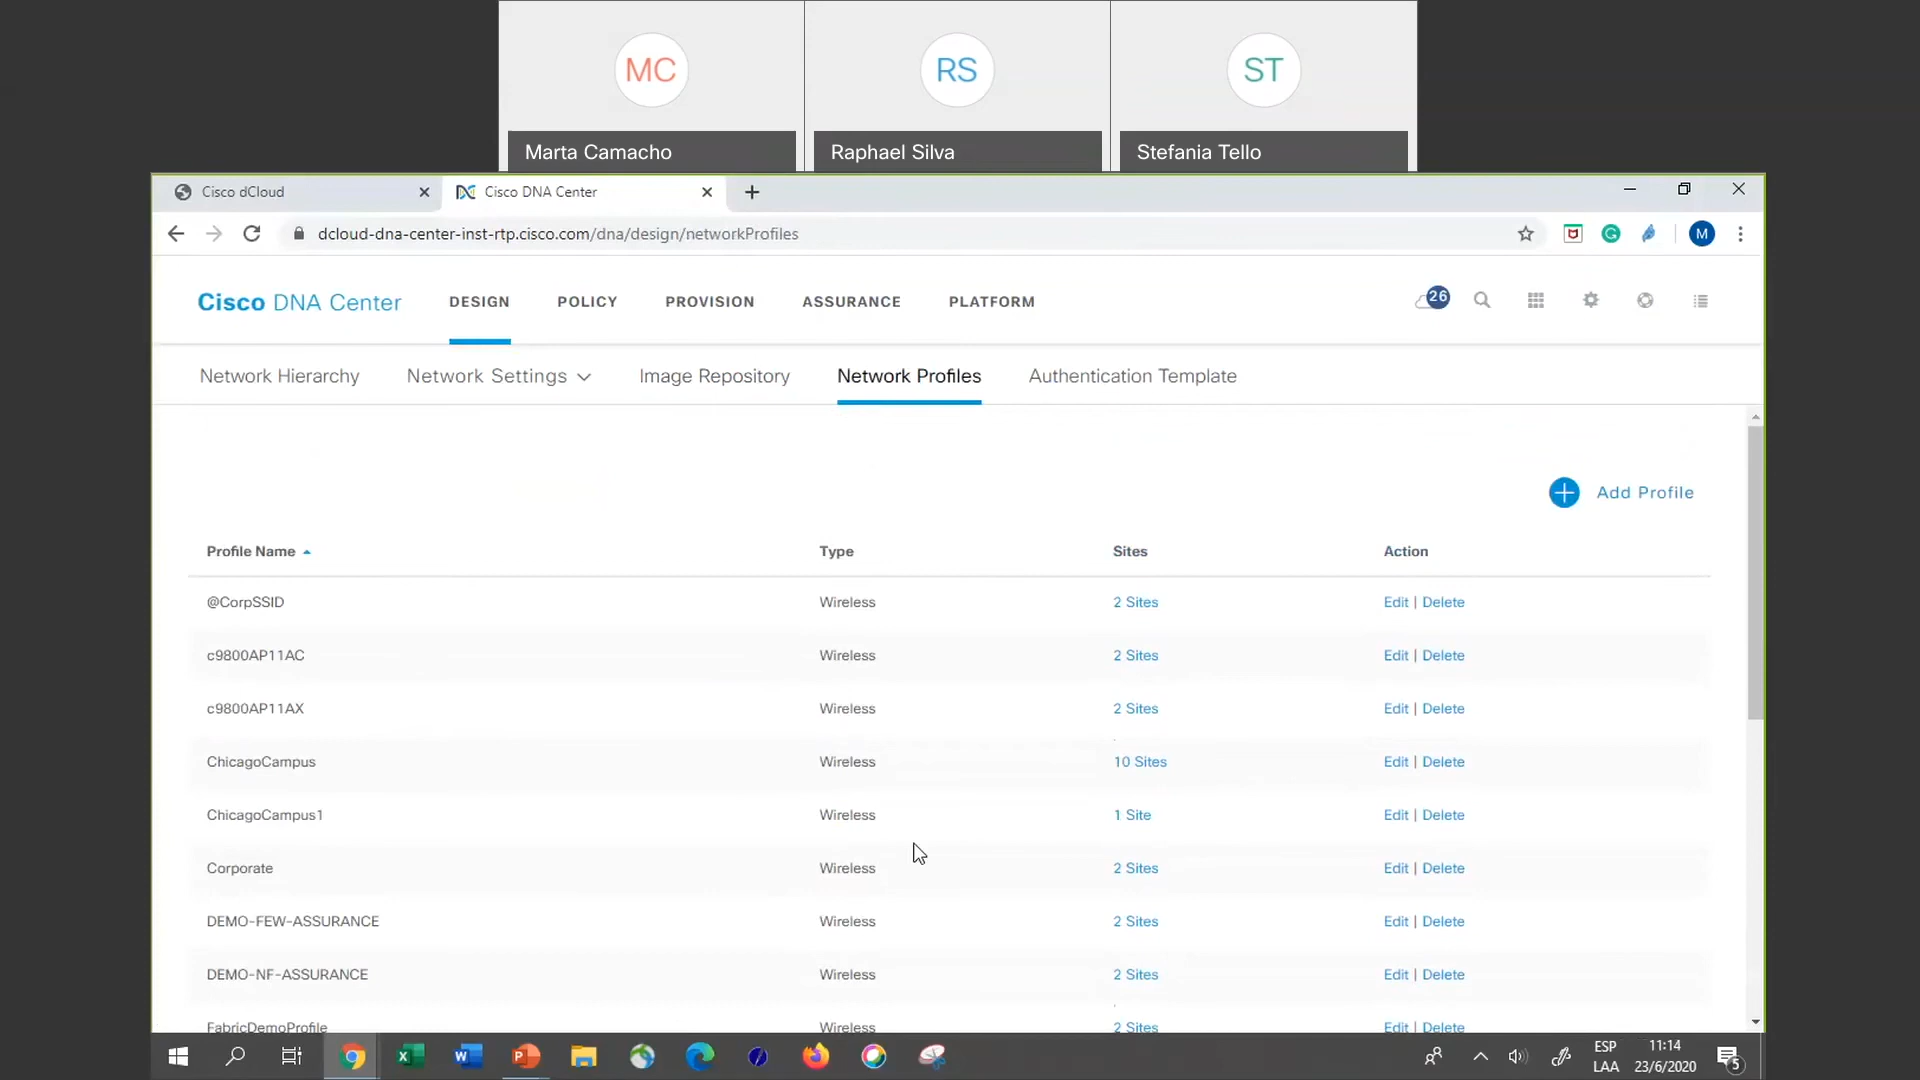 MC
RS
ST
Marta Camacho
Raphael Silva
Stefania Tello
Cisco dCloud
Cisco DNA Center
dcloud-dna-center-inst-rtp.cisco.com/dna/design/networkProfiles
M
Cisco DNA Center
DESIGN
POLICY
PROVISION
ASSURANCE
PLATFORM
26
Network Hierarchy
Network Settings
Image Repository
Network Profiles
Authentication Template
Add Profile
Profile Name Type Sites Action
@CorpSSID Wireless 2 Sites Edit | Delete
c9800AP11AC Wireless 2 Sites Edit | Delete
c9800AP11AX Wireless 2 Sites Edit | Delete
ChicagoCampus Wireless 10 Sites Edit | Delete
ChicagoCampus1 Wireless 1 Site Edit | Delete
Corporate Wireless 2 Sites Edit | Delete
DEMO-FEW-ASSURANCE Wireless 2 Sites Edit | Delete
DEMO-NF-ASSURANCE Wireless 2 Sites Edit | Delete
FabricDemoProfile Wireless 2 Sites Edit | Delete
ESP
LAA
11:14
23/6/2020
5